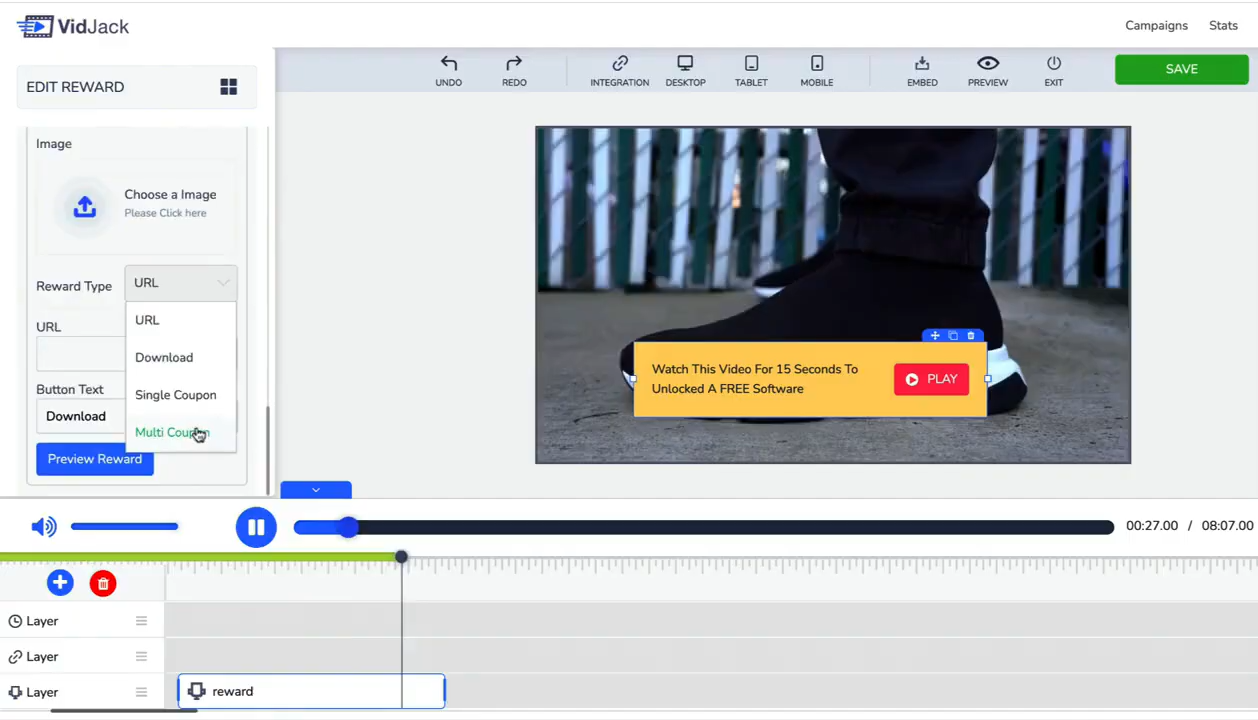 VidJack
Campaigns
Stats
EDIT REWARD
UNDO
REDO
INTEGRATION
DESKTOP
TABLET
MOBILE
EMBED
PREVIEW
EXIT
SAVE
Image
Choose a Image
Please Click here
Reward Type
URL
URL
Download
Single Coupon
Multi Coupon
URL
Button Text
Download
Preview Reward
Watch This Video For 15 Seconds To
Unlocked A FREE Software
PLAY
00:27.00 / 08:07.00
Layer
Layer
Layer
reward